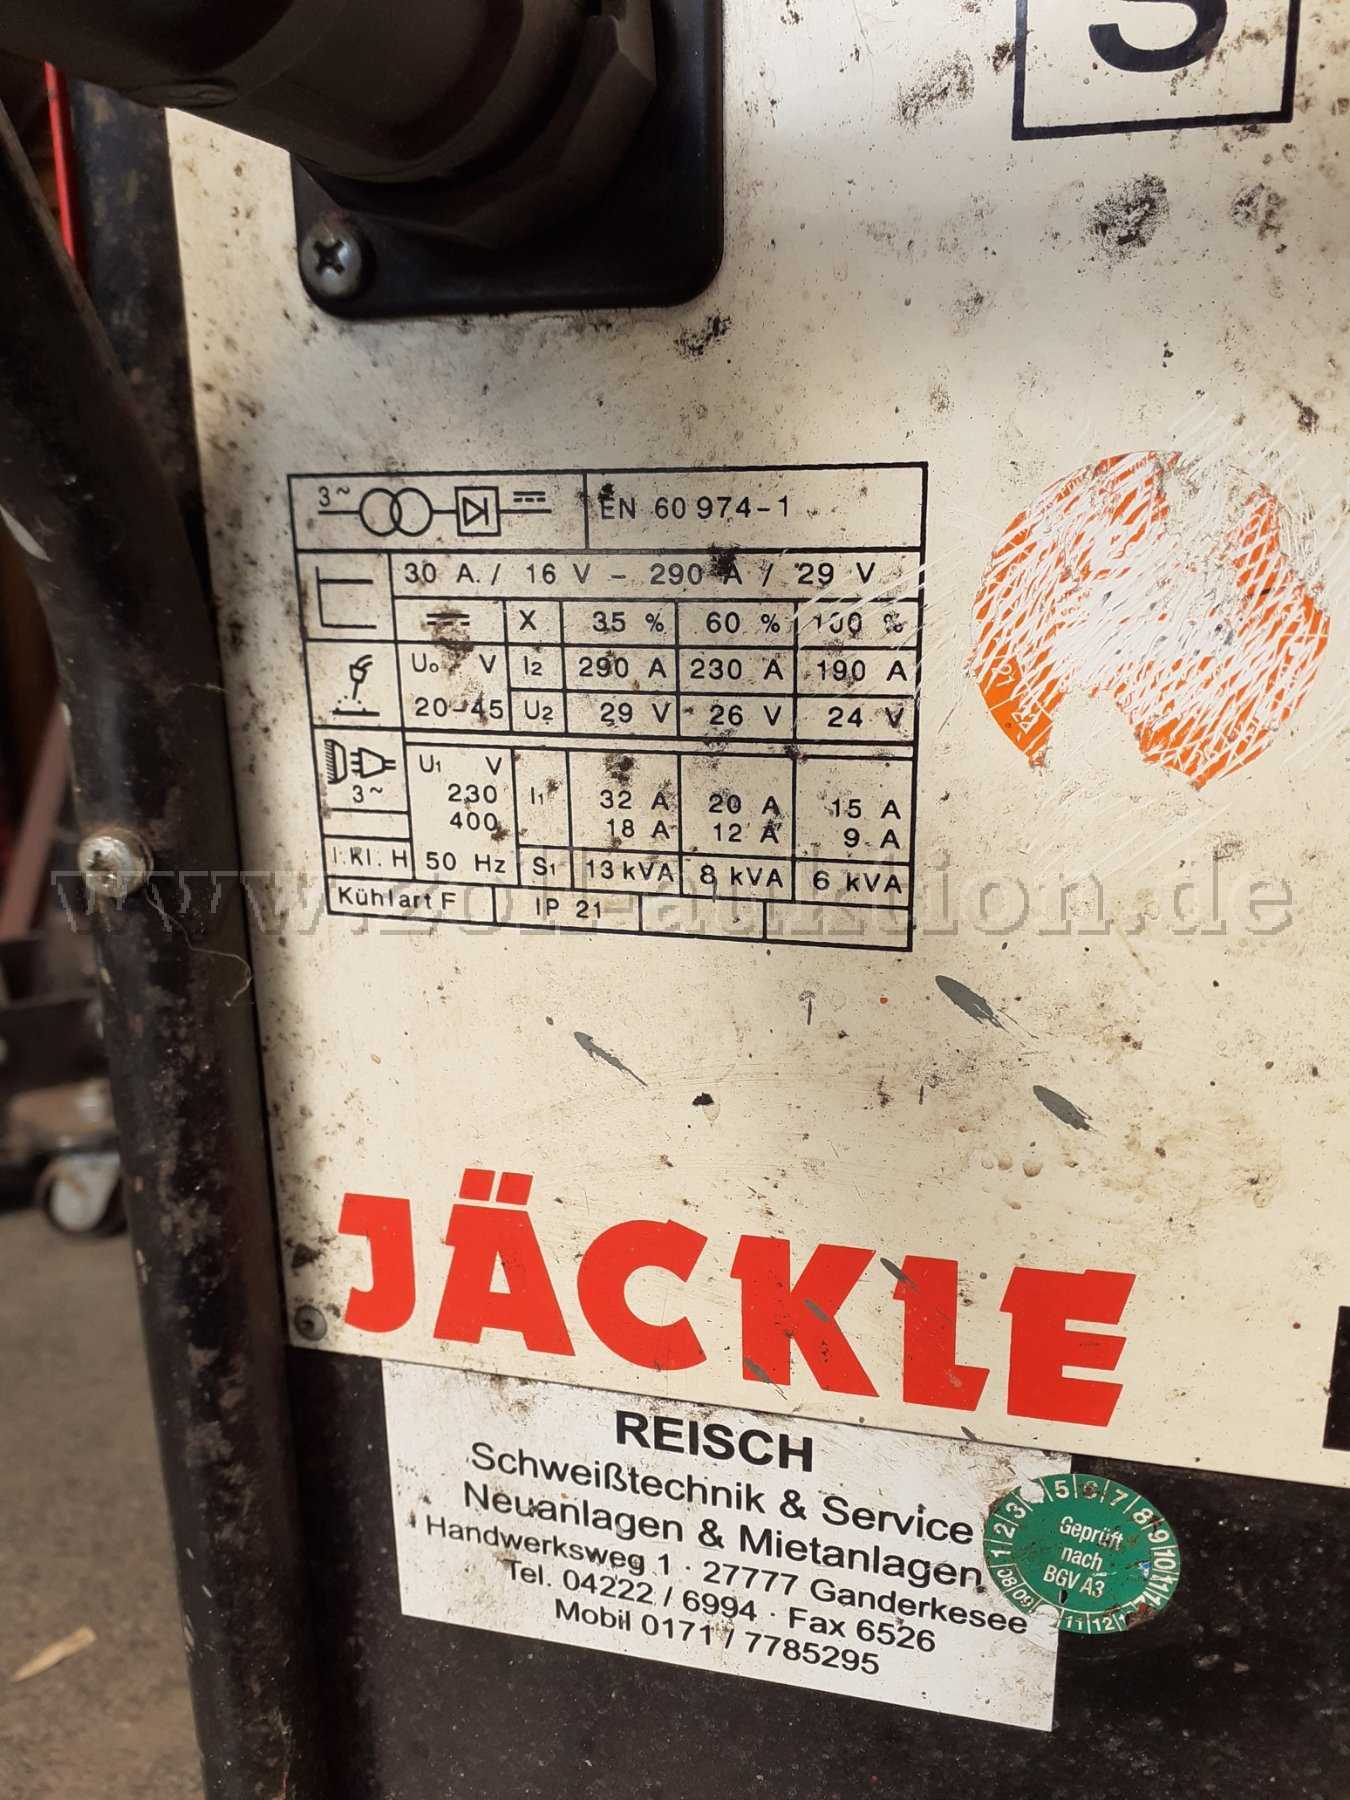 S
3~
EN 60 974-1
30 A / 16 V - 290 A / 29 V
X 35 % 60 % 100 %
U₀ V I₂ 290 A 230 A 190 A
20-45 U₂ 29 V 26 V 24 V
U₁ V
3~ 230 I₁ 32 A 20 A 15 A
400 18 A 12 A 9 A
I.Kl. H 50 Hz S₁ 13 kVA 8 kVA 6 kVA
Kühlart F IP 21
www.zoll-auktion.de
JÄCKLE
REISCH
Schweißtechnik & Service
Neuanlagen & Mietanlagen
Handwerksweg 1 · 27777 Ganderkesee
Tel. 04222 / 6994 · Fax 6526
Mobil 0171 / 7785295
1 2 3 5 6 7 8 9 10 11
Geprüft
nach
BGV A3
09 08
11 12